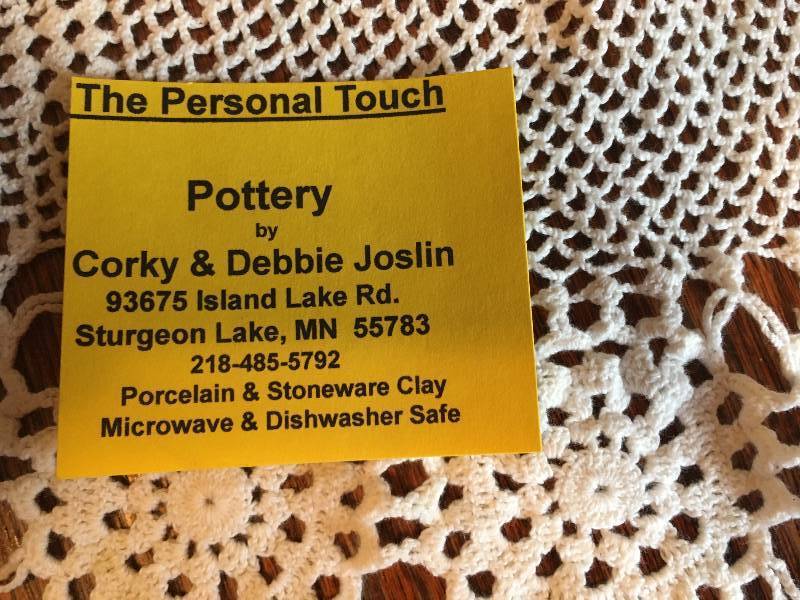 The Personal Touch
Pottery
by
Corky & Debbie Joslin
93675 Island Lake Rd.
Sturgeon Lake, MN 55783
218-485-5792
Porcelain & Stoneware Clay
Microwave & Dishwasher Safe